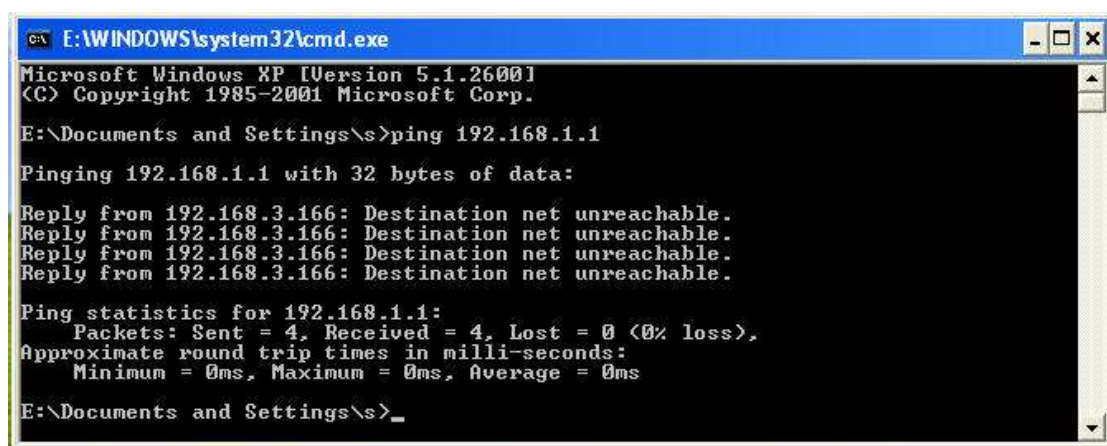 E:\WINDOWS\system32\cmd.exe
Microsoft Windows XP [Version 5.1.2600]
(C) Copyright 1985-2001 Microsoft Corp.
E:\Documents and Settings\s>ping 192.168.1.1
Pinging 192.168.1.1 with 32 bytes of data:
Reply from 192.168.3.166: Destination net unreachable.
Reply from 192.168.3.166: Destination net unreachable.
Reply from 192.168.3.166: Destination net unreachable.
Reply from 192.168.3.166: Destination net unreachable.
Ping statistics for 192.168.1.1:
    Packets: Sent = 4, Received = 4, Lost = 0 (0% loss),
Approximate round trip times in milli-seconds:
    Minimum = 0ms, Maximum = 0ms, Average = 0ms
E:\Documents and Settings\s>_